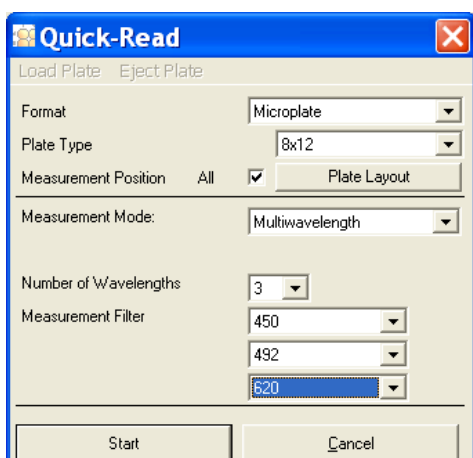 Quick-Read
Load Plate Eject Plate
Format Microplate
Plate Type 8x12
Measurement Position All Plate Layout
Measurement Mode: Multiwavelength
Number of Wavelengths 3
Measurement Filter 450
492
620
Start Cancel